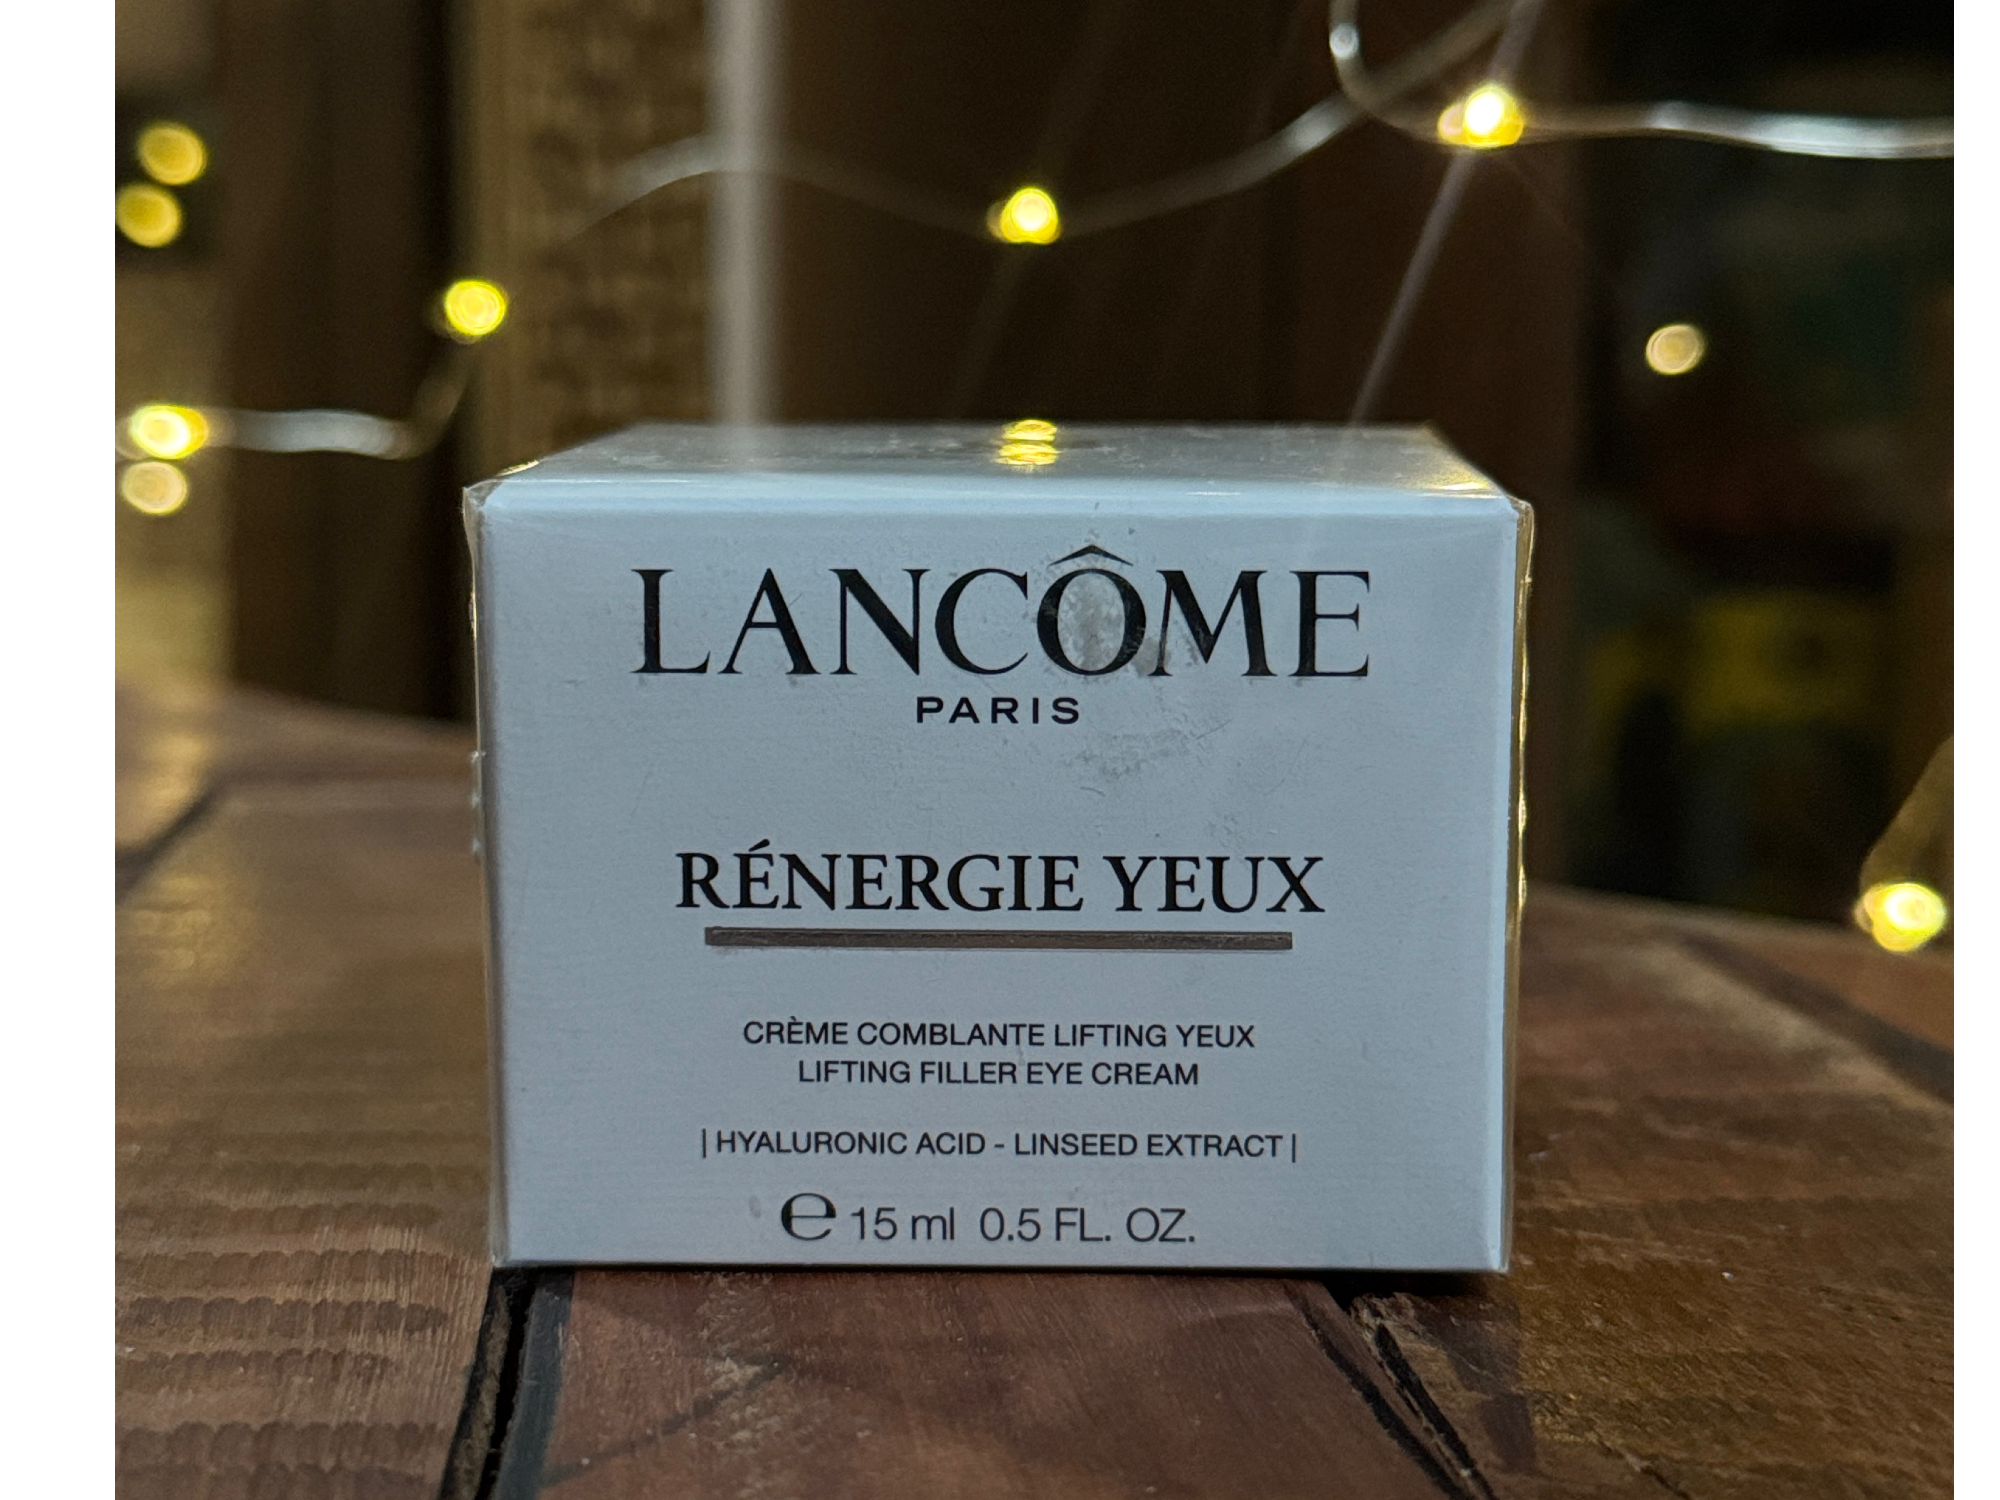 LANCÔME
PARIS
RÉNERGIE YEUX
CRÈME COMBLANTE LIFTING YEUX
LIFTING FILLER EYE CREAM
| HYALURONIC ACID - LINSEED EXTRACT |
℮ 15 ml 0.5 FL. OZ.